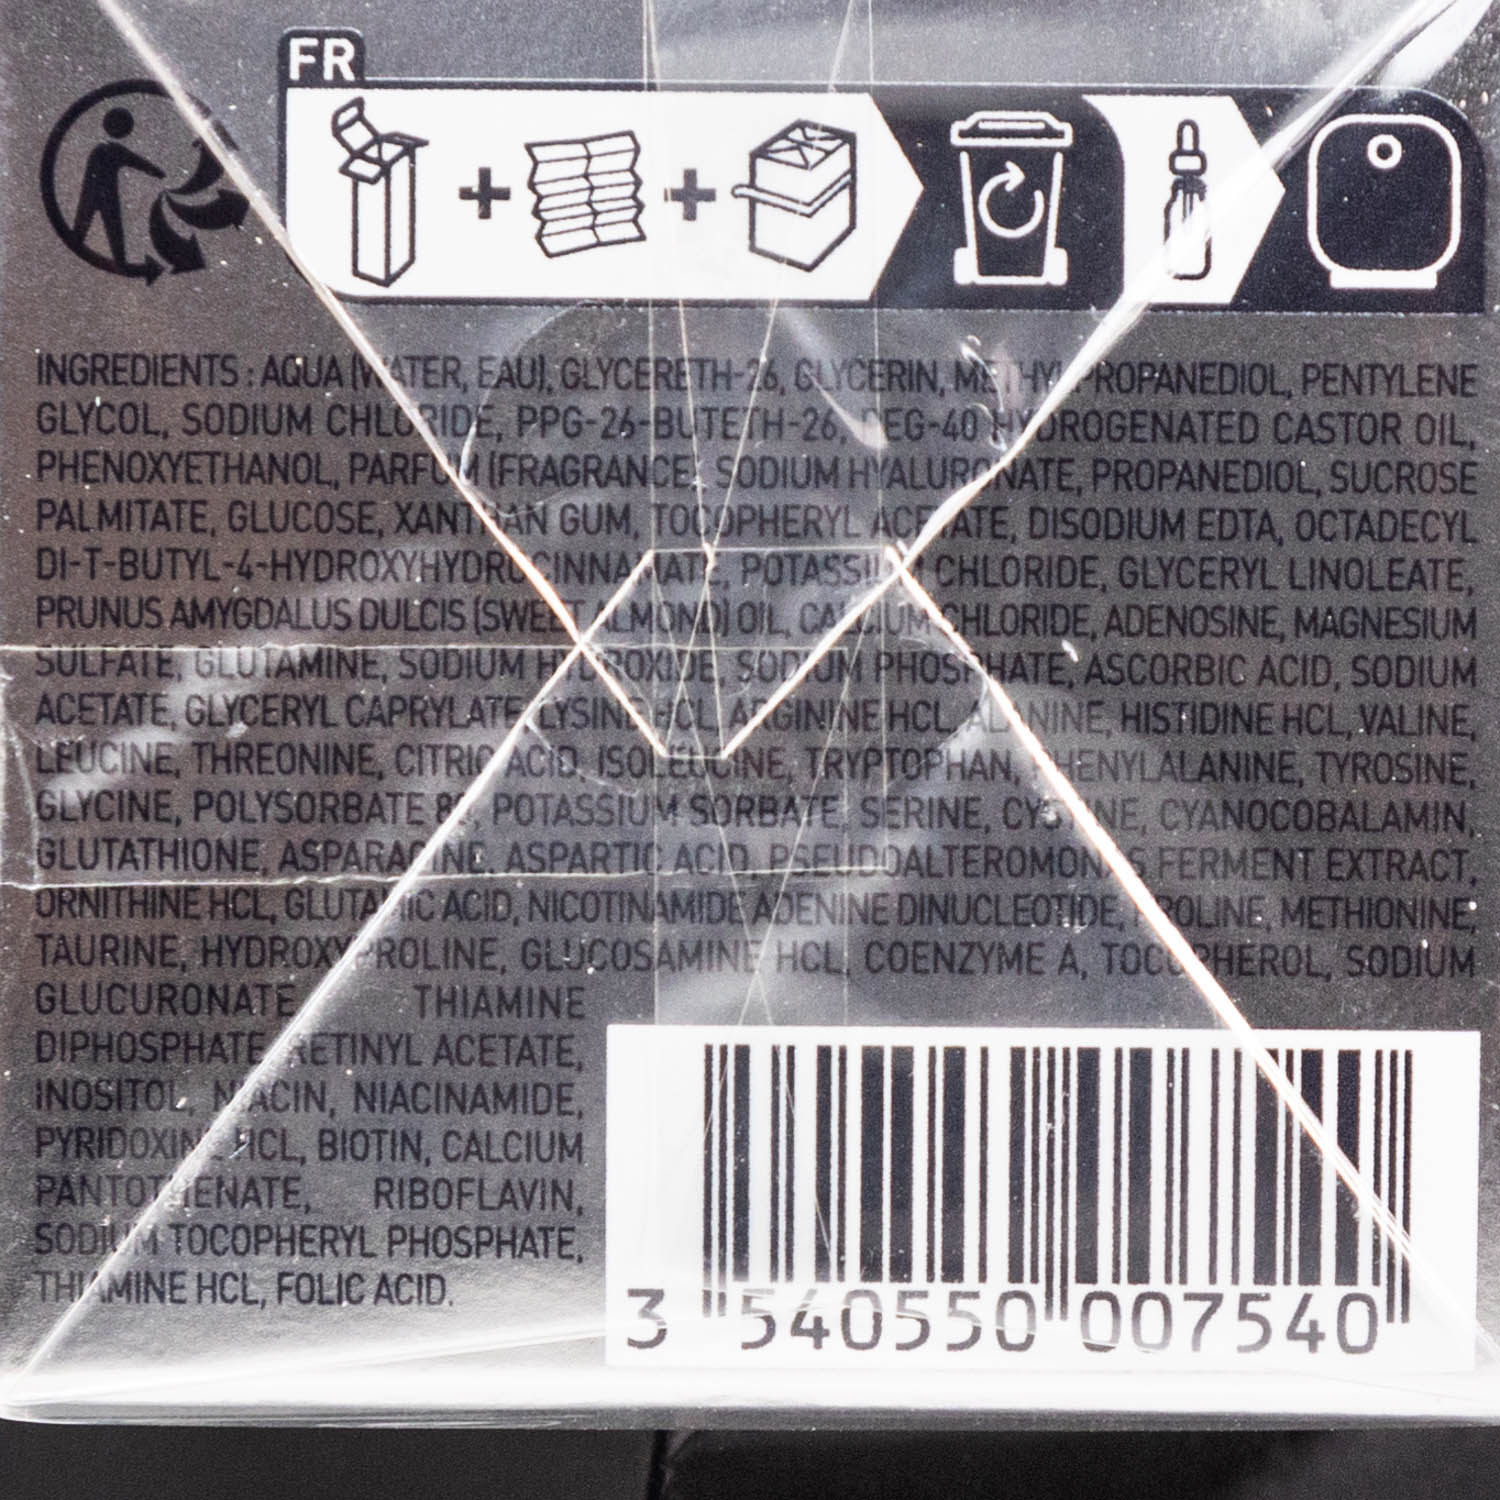 FR
INGREDIENTS : AQUA (WATER, EAU), GLYCERETH-26, GLYCERIN, METHYLPROPANEDIOL, PENTYLENE
GLYCOL, SODIUM CHLORIDE, PPG-26-BUTETH-26, PEG-40 HYDROGENATED CASTOR OIL,
PHENOXYETHANOL, PARFUM (FRAGRANCE), SODIUM HYALURONATE, PROPANEDIOL, SUCROSE
PALMITATE, GLUCOSE, XANTHAN GUM, TOCOPHERYL ACETATE, DISODIUM EDTA, OCTADECYL
DI-T-BUTYL-4-HYDROXYHYDROCINNAMATE, POTASSIUM CHLORIDE, GLYCERYL LINOLEATE,
PRUNUS AMYGDALUS DULCIS (SWEET ALMOND) OIL, CALCIUM CHLORIDE, ADENOSINE, MAGNESIUM
SULFATE, GLUTAMINE, SODIUM HYDROXIDE, SODIUM PHOSPHATE, ASCORBIC ACID, SODIUM
ACETATE, GLYCERYL CAPRYLATE, LYSINE HCL, ARGININE HCL, ALANINE, HISTIDINE HCL, VALINE,
LEUCINE, THREONINE, CITRIC ACID, ISOLEUCINE, TRYPTOPHAN, PHENYLALANINE, TYROSINE,
GLYCINE, POLYSORBATE 80, POTASSIUM SORBATE, SERINE, CYSTINE, CYANOCOBALAMIN,
GLUTATHIONE, ASPARAGINE, ASPARTIC ACID, PSEUDOALTEROMONAS FERMENT EXTRACT,
ORNITHINE HCL, GLUTAMIC ACID, NICOTINAMIDE ADENINE DINUCLEOTIDE, PROLINE, METHIONINE,
TAURINE, HYDROXYPROLINE, GLUCOSAMINE HCL, COENZYME A, TOCOPHEROL, SODIUM
GLUCURONATE, THIAMINE
DIPHOSPHATE, RETINYL ACETATE,
INOSITOL, NIACIN, NIACINAMIDE,
PYRIDOXINE HCL, BIOTIN, CALCIUM
PANTOTHENATE, RIBOFLAVIN,
SODIUM TOCOPHERYL PHOSPHATE,
THIAMINE HCL, FOLIC ACID.
3 540550 007540